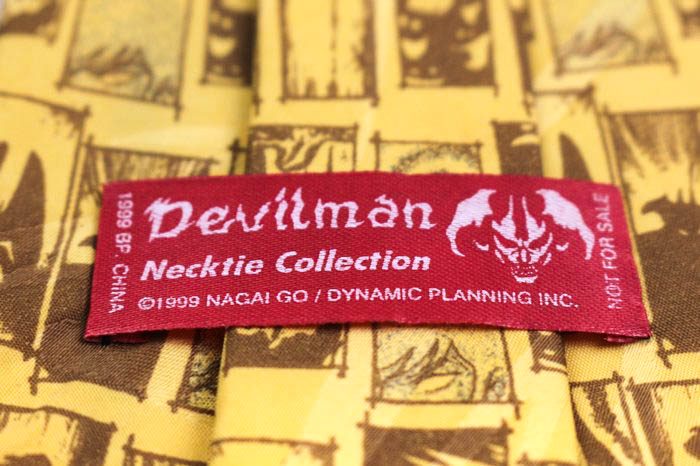 1999 BP. CHINA
Devilman
Necktie Collection
©1999 NAGAI GO / DYNAMIC PLANNING INC.
NOT FOR SALE